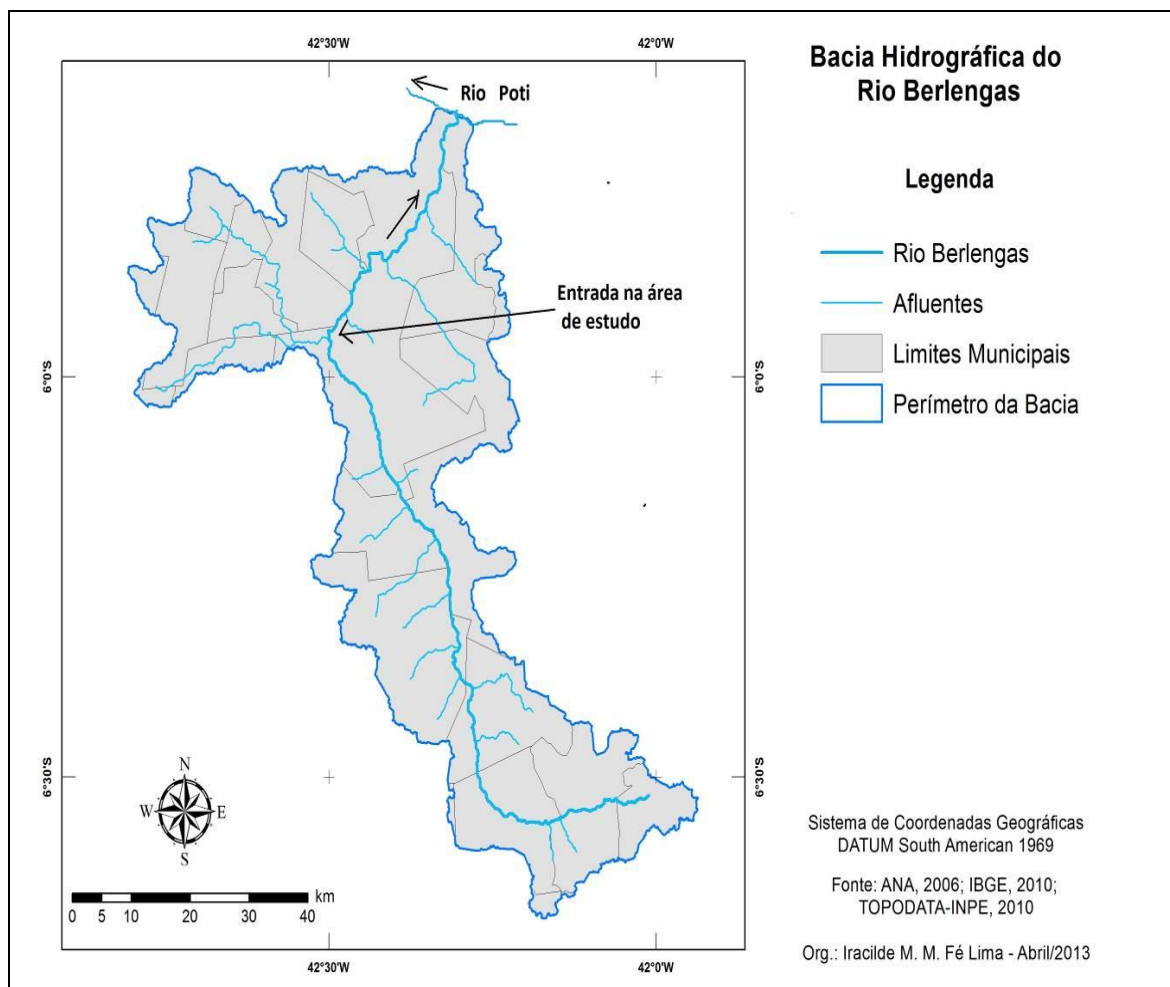 42°30'W
42°0'W
Rio Poti
Entrada na área
de estudo
6°0'S
6°0'S
6°30'S
6°30'S
N
W
E
S
km
0 5 10 20 30 40
42°30'W
42°0'W
Bacia Hidrográfica do
Rio Berlengas
Legenda
Rio Berlengas
Afluentes
Limites Municipais
Perímetro da Bacia
Sistema de Coordenadas Geográficas
DATUM South American 1969
Fonte: ANA, 2006; IBGE, 2010;
TOPODATA-INPE, 2010
Org.: Iracilde M. M. Fé Lima - Abril/2013